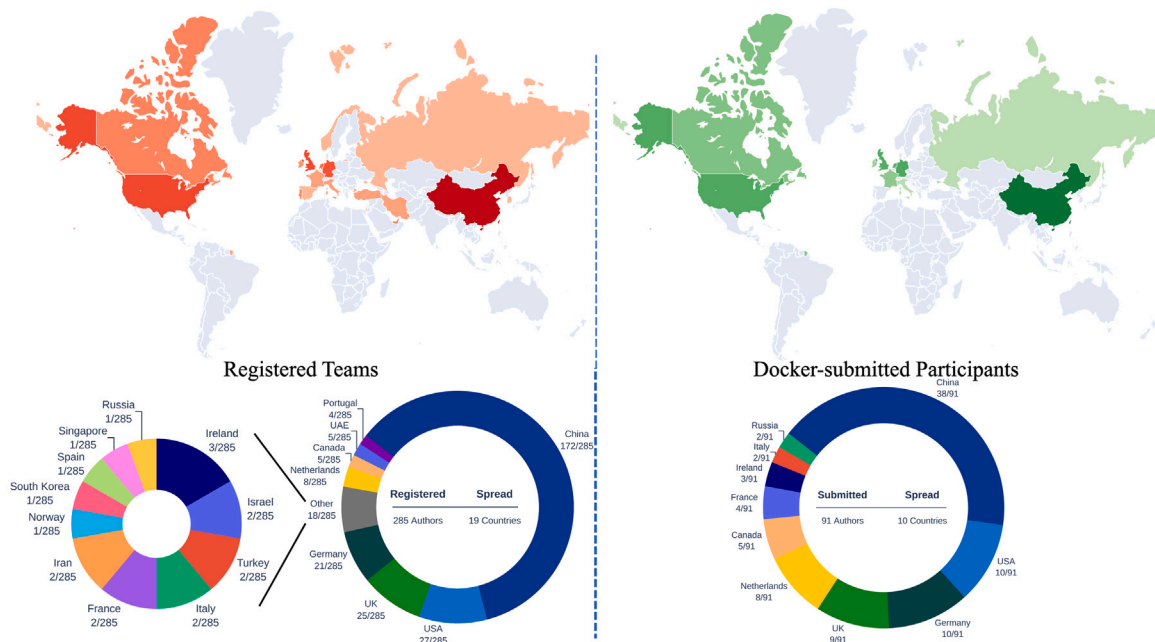 Registered Teams
Russia
1/285
Singapore
1/285
Spain
1/285
South Korea
1/285
Norway
1/285
Iran
2/285
France
2/285
Italy
2/285
Turkey
2/285
Israel
2/285
Ireland
3/285
Portugal
4/285
UAE
5/285
Canada
5/285
Netherlands
8/285
Other
18/285
Germany
21/285
UK
25/285
USA
27/285
China
172/285
Registered Spread
285 Authors 19 Countries
Docker-submitted Participants
China
38/91
Russia
2/91
Italy
2/91
Ireland
3/91
France
4/91
Canada
5/91
Netherlands
8/91
UK
9/91
Germany
10/91
USA
10/91
Submitted Spread
91 Authors 10 Countries